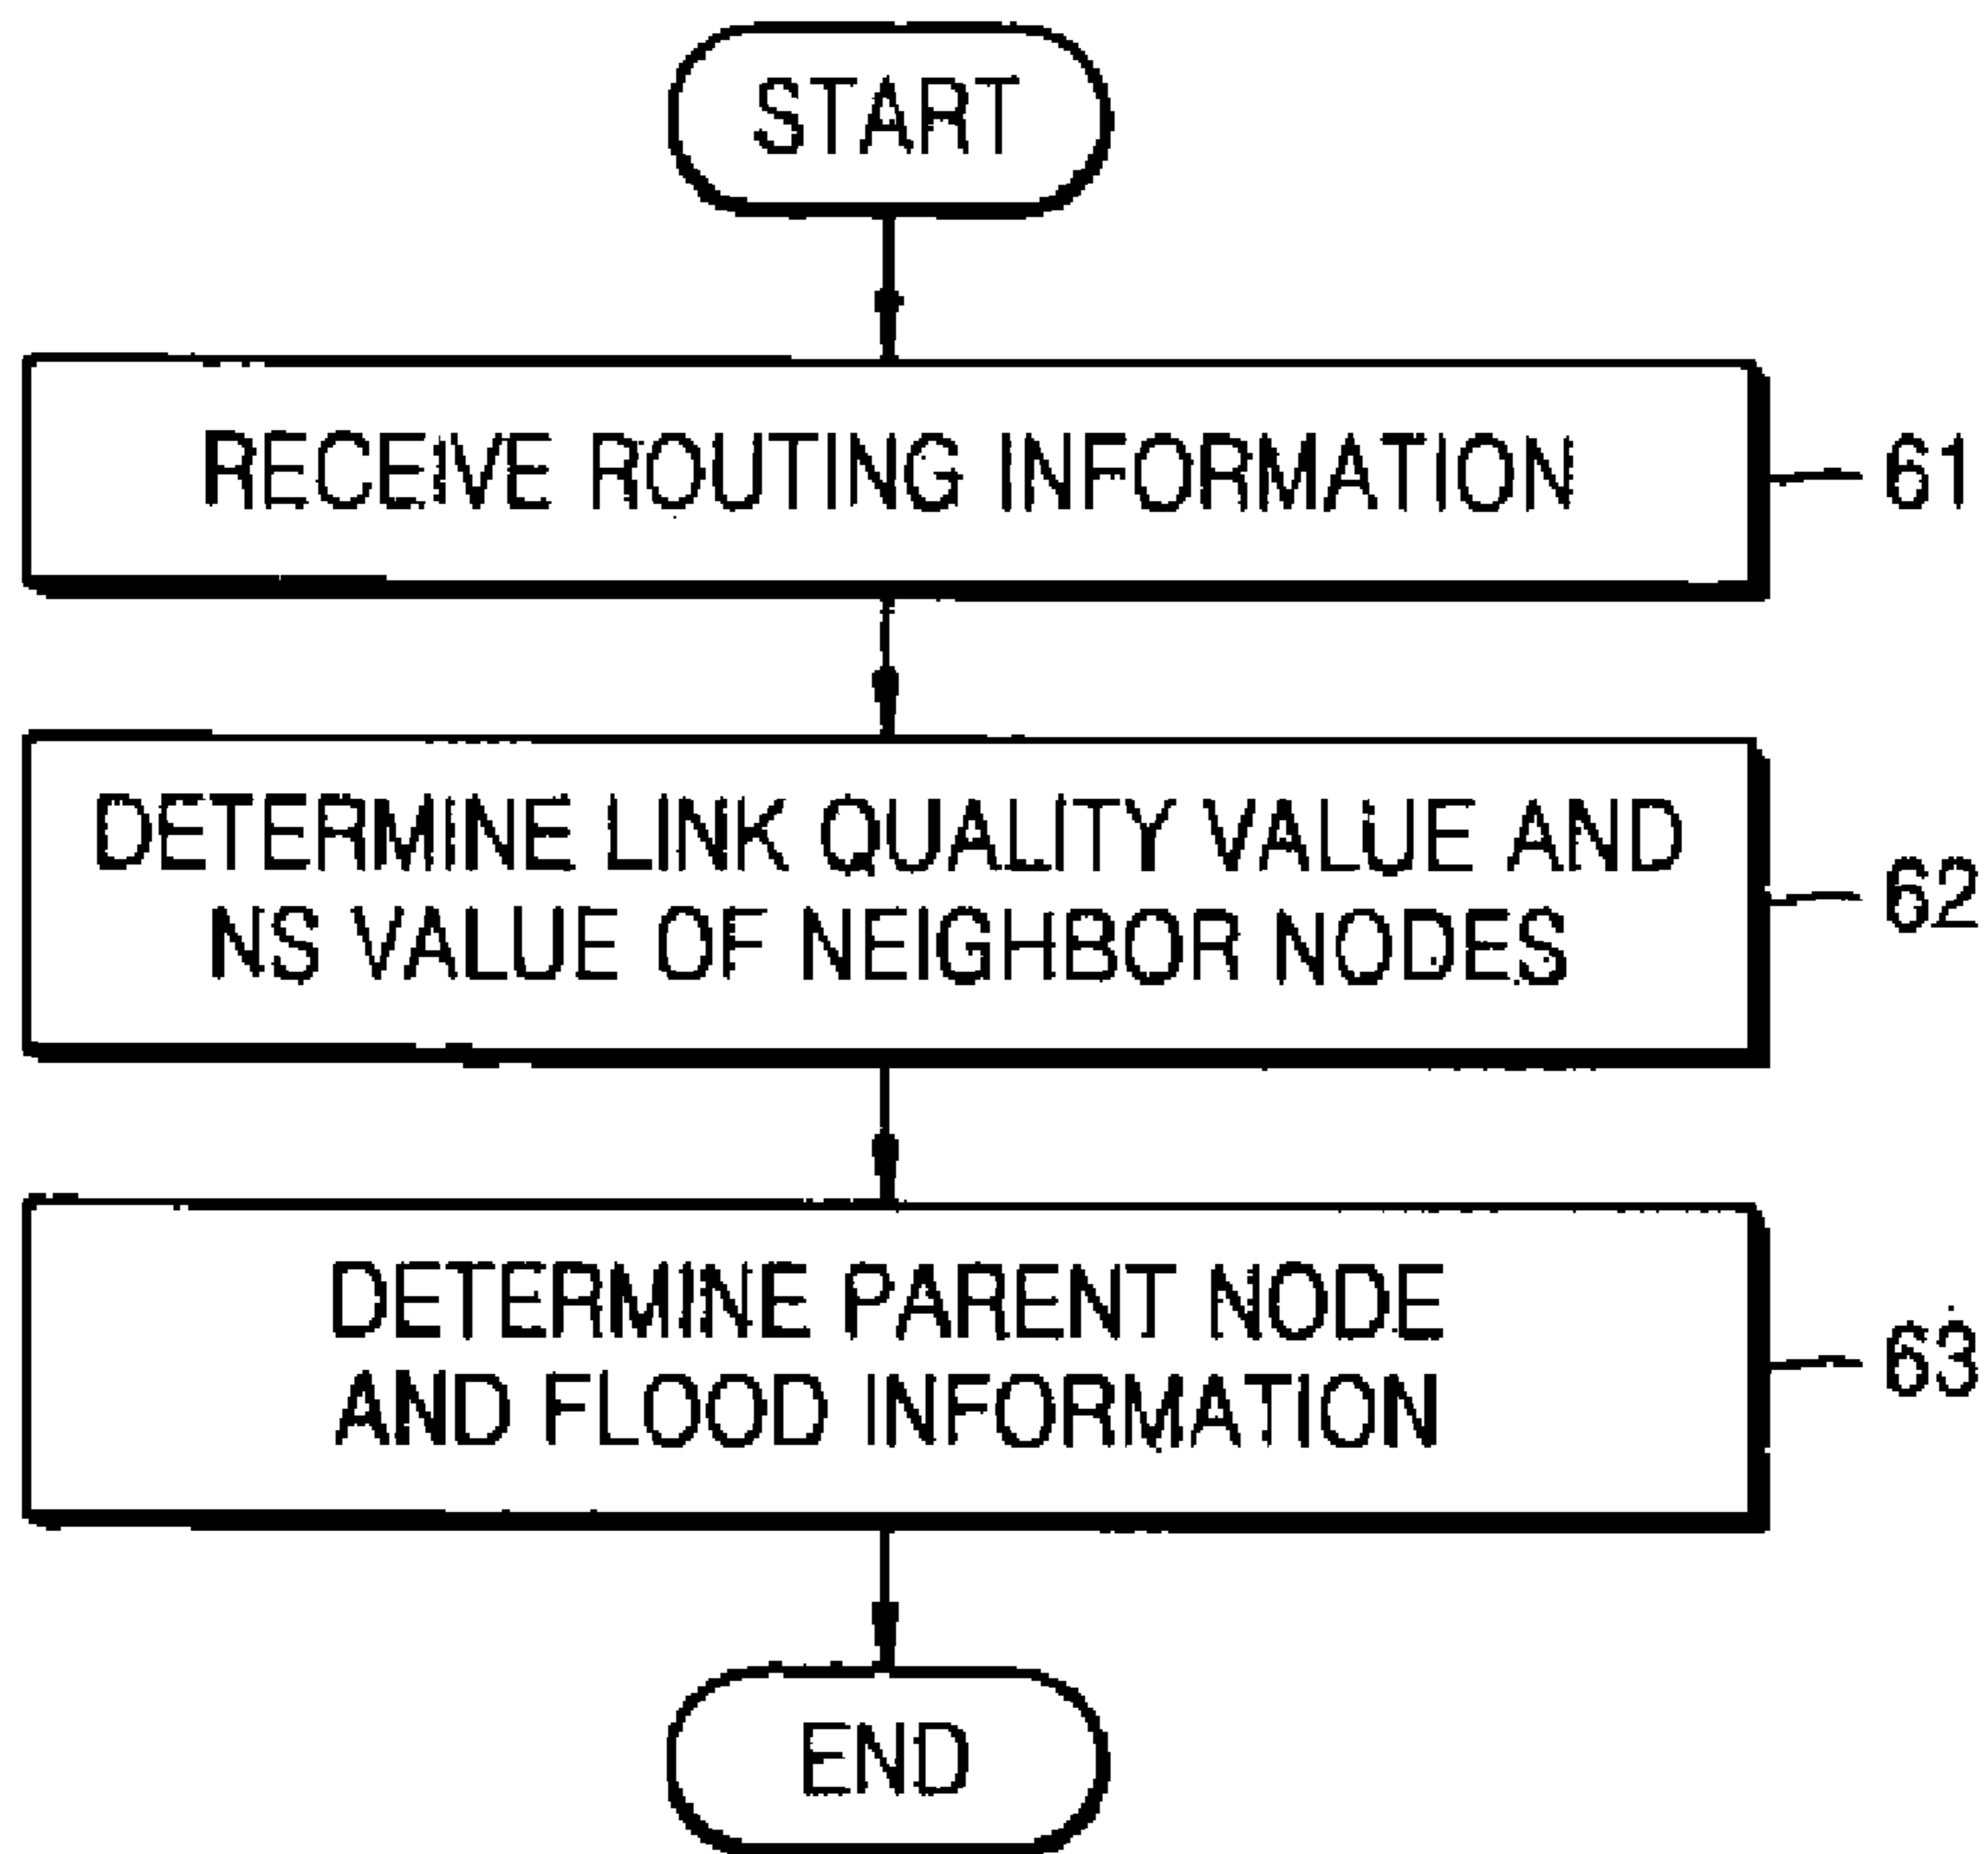 START
RECEIVE ROUTING INFORMATION
61
DETERMINE LINK QUALITY VALUE AND
NS VALUE OF NEIGHBOR NODES
62
DETERMINE PARENT NODE
AND FLOOD INFORMATION
63
END